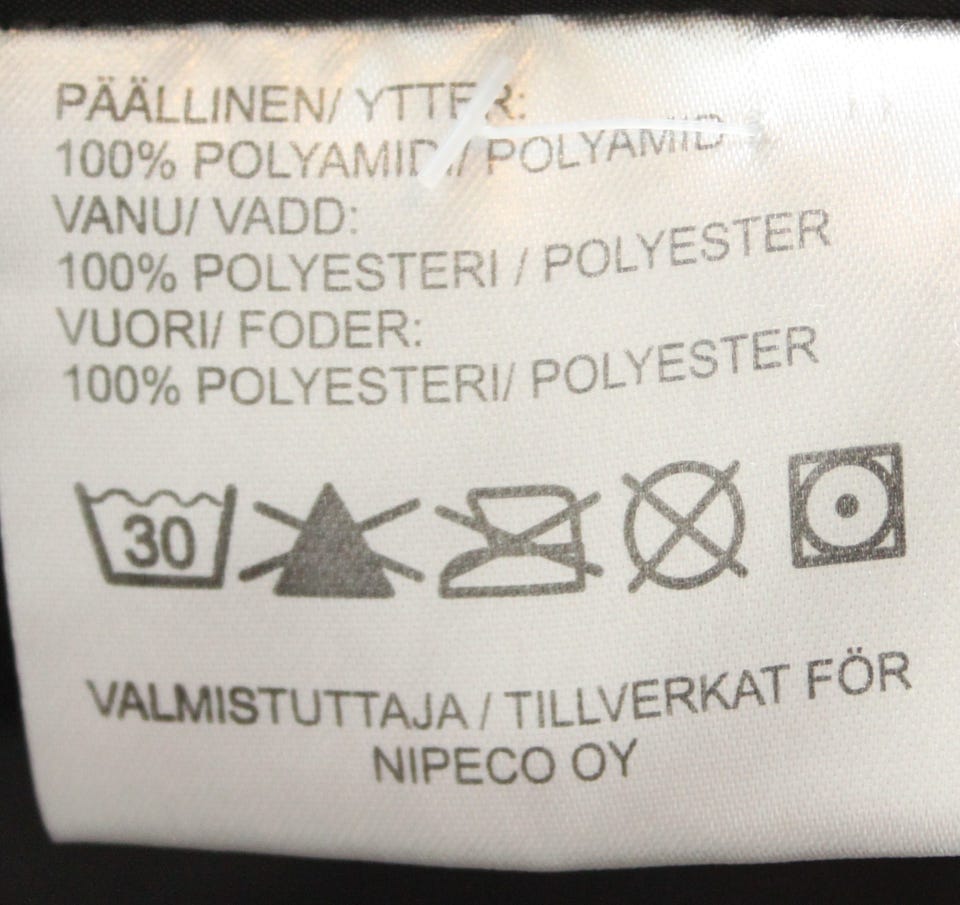 PÄÄLLINEN/ YTTER:
100% POLYAMIDI/ POLYAMID
VANU/ VADD:
100% POLYESTERI / POLYESTER
VUORI/ FODER:
100% POLYESTERI/ POLYESTER
30
VALMISTUTTAJA / TILLVERKAT FÖR
NIPECO OY